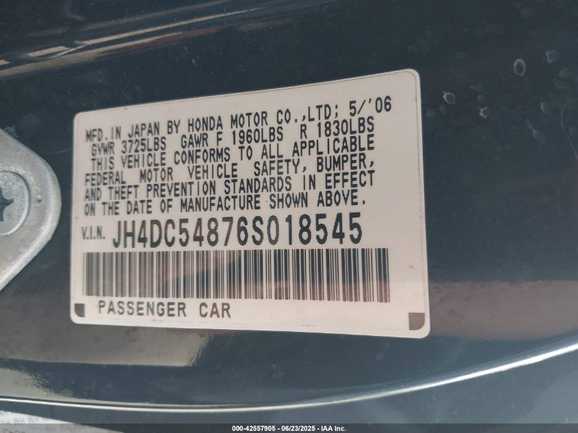 MFD. IN JAPAN BY HONDA MOTOR CO.,LTD; 5/'06
GVWR 3725LBS GAWR F 1960LBS R 1830LBS
THIS VEHICLE CONFORMS TO ALL APPLICABLE
FEDERAL MOTOR VEHICLE SAFETY, BUMPER,
AND THEFT PREVENTION STANDARDS IN EFFECT
ON THE DATE OF MANUFACTURE SHOWN ABOVE.
V.I.N. JH4DC54876S018545
PASSENGER CAR
000-42557905 - 06/23/2025 - IAA Inc.